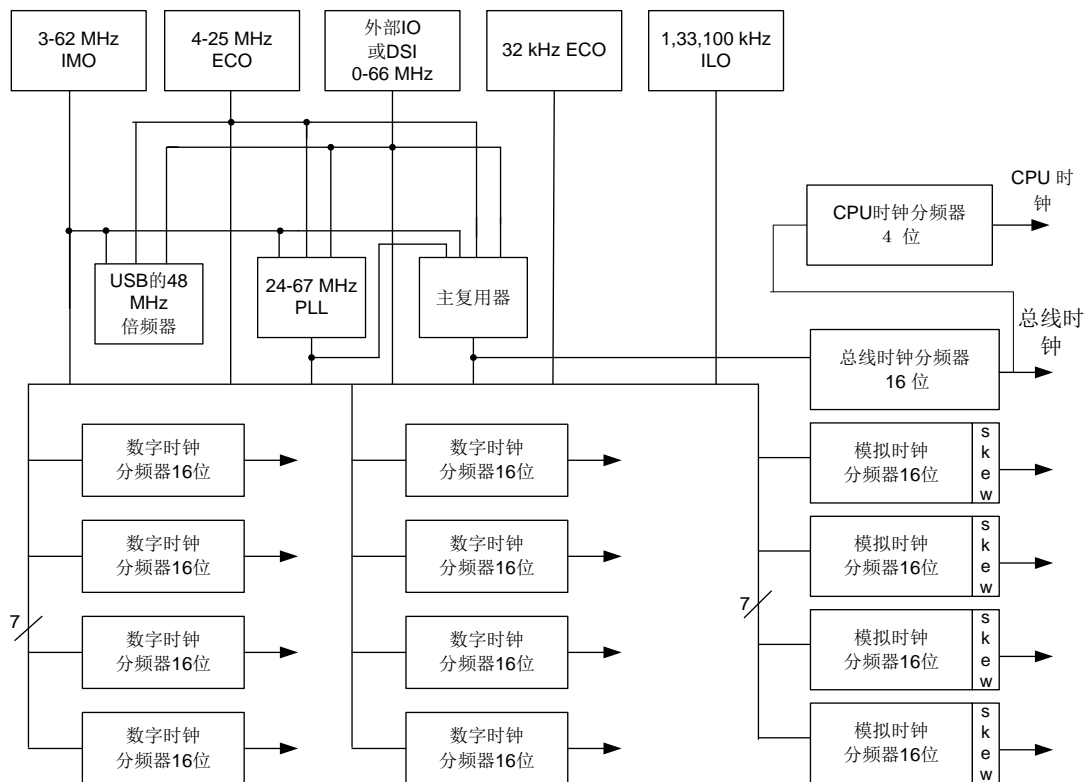 3-62 MHz
IMO
4-25 MHz
ECO
外部IO
或DSI
0-66 MHz
32 kHz ECO
1,33,100 kHz
ILO
CPU 时
钟
CPU时钟分频器
4 位
USB的48
MHz
倍频器
24-67 MHz
PLL
主复用器
总线时
钟
总线时钟分频器
16 位
数字时钟
分频器16位
数字时钟
分频器16位
模拟时钟
分频器16位
s
k
e
w
数字时钟
分频器16位
数字时钟
分频器16位
模拟时钟
分频器16位
s
k
e
w
7
7
数字时钟
分频器16位
数字时钟
分频器16位
模拟时钟
分频器16位
s
k
e
w
数字时钟
分频器16位
数字时钟
分频器16位
模拟时钟
分频器16位
s
k
e
w